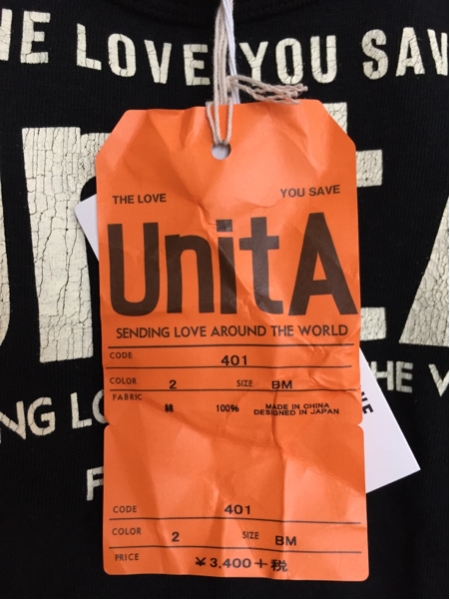 HE LOVE YOU SAV
THE LOVE YOU SAVE
UnitA
SENDING LOVE AROUND THE WORLD
CODE 401
COLOR 2 SIZE BM
FABRIC 綿 100% MADE IN CHINA
DESIGNED IN JAPAN
HE W
NG LO
F
CODE 401
COLOR 2 SIZE BM
PRICE ¥3,400+税